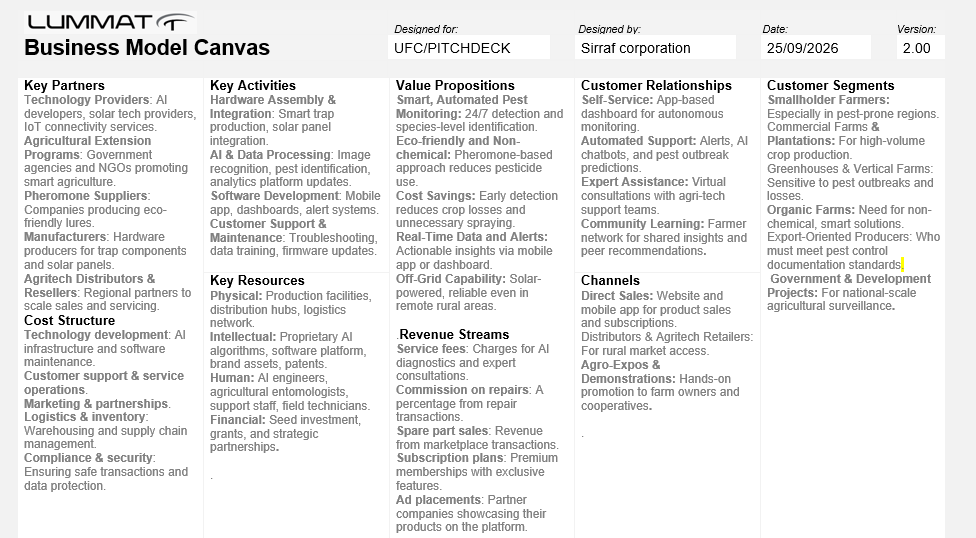 LUMMAT
Business Model Canvas
Designed for:
UFC/PITCHDECK
Designed by:
Sirraf corporation
Date:
25/09/2026
Version:
2.00
Key Partners
Technology Providers: AI
developers, solar tech providers,
IoT connectivity services.
Agricultural Extension
Programs: Government
agencies and NGOs promoting
smart agriculture.
Pheromone Suppliers:
Companies producing eco-
friendly lures.
Manufacturers: Hardware
producers for trap components
and solar panels.
Agritech Distributors &
Resellers: Regional partners to
scale sales and servicing.
Cost Structure
Technology development: AI
infrastructure and software
maintenance.
Customer support & service
operations.
Marketing & partnerships.
Logistics & inventory:
Warehousing and supply chain
management.
Compliance & security:
Ensuring safe transactions and
data protection.
Key Activities
Hardware Assembly &
Integration: Smart trap
production, solar panel
integration.
AI & Data Processing: Image
recognition, pest identification,
analytics platform updates.
Software Development: Mobile
app, dashboards, alert systems.
Customer Support &
Maintenance: Troubleshooting,
data training, firmware updates.
Key Resources
Physical: Production facilities,
distribution hubs, logistics
network.
Intellectual: Proprietary AI
algorithms, software platform,
brand assets, patents.
Human: AI engineers,
agricultural entomologists,
support staff, field technicians.
Financial: Seed investment,
grants, and strategic
partnerships.
.
Value Propositions
Smart, Automated Pest
Monitoring: 24/7 detection and
species-level identification.
Eco-friendly and Non-
chemical: Pheromone-based
approach reduces pesticide
use.
Cost Savings: Early detection
reduces crop losses and
unnecessary spraying.
Real-Time Data and Alerts:
Actionable insights via mobile
app or dashboard.
Off-Grid Capability: Solar-
powered, reliable even in
remote rural areas.
.Revenue Streams
Service fees: Charges for AI
diagnostics and expert
consultations.
Commission on repairs: A
percentage from repair
transactions.
Spare part sales: Revenue
from marketplace transactions.
Subscription plans: Premium
memberships with exclusive
features.
Ad placements: Partner
companies showcasing their
products on the platform.
Customer Relationships
Self-Service: App-based
dashboard for autonomous
monitoring.
Automated Support: Alerts, AI
chatbots, and pest outbreak
predictions.
Expert Assistance: Virtual
consultations with agri-tech
support teams.
Community Learning: Farmer
network for shared insights and
peer recommendations.
Channels
Direct Sales: Website and
mobile app for product sales
and subscriptions.
Distributors & Agritech Retailers:
For rural market access.
Agro-Expos &
Demonstrations: Hands-on
promotion to farm owners and
cooperatives.
.
Customer Segments
Smallholder Farmers:
Especially in pest-prone regions.
Commercial Farms &
Plantations: For high-volume
crop production.
Greenhouses & Vertical Farms:
Sensitive to pest outbreaks and
losses.
Organic Farms: Need for non-
chemical, smart solutions.
Export-Oriented Producers: Who
must meet pest control
documentation standards.
Government & Development
Projects: For national-scale
agricultural surveillance.